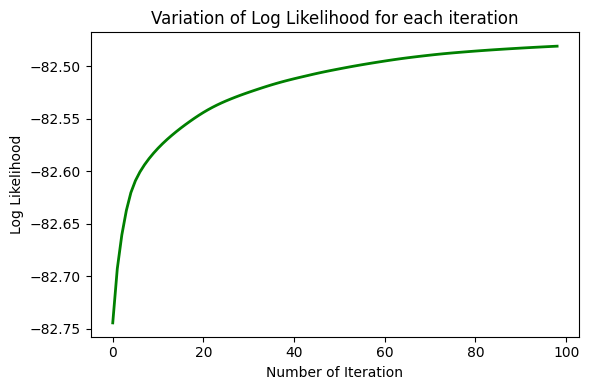 Variation of Log Likelihood for each iteration
−82.50
−82.55
−82.60
−82.65
−82.70
−82.75
Log Likelihood
0 20 40 60 80 100
Number of Iteration